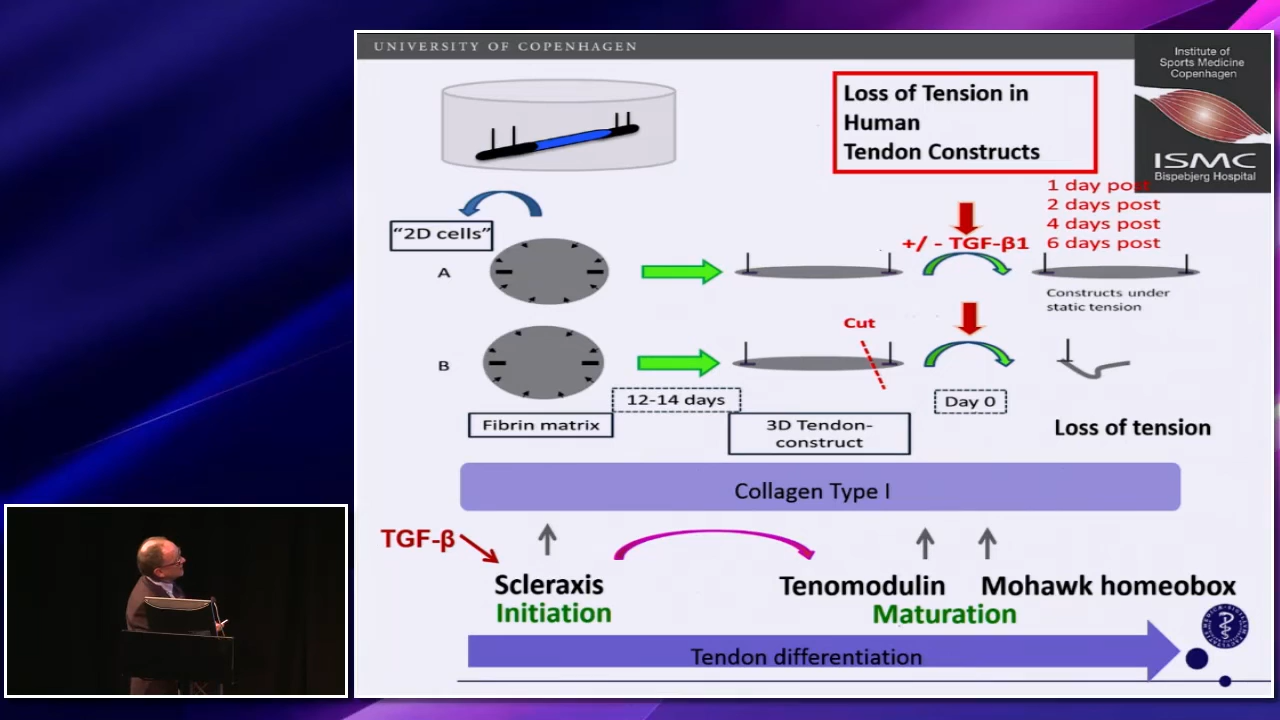 UNIVERSITY OF COPENHAGEN
Institute of
Sports Medicine
Copenhagen
ISMC
Bispebjerg Hospital
Loss of Tension in
Human
Tendon Constructs
1 day post
2 days post
4 days post
6 days post
"2D cells"
+/ - TGF-β1
A
Constructs under
static tension
Cut
B
12-14 days
Day 0
Fibrin matrix
3D Tendon-
construct
Loss of tension
Collagen Type I
TGF-β
Scleraxis
Initiation
Tenomodulin
Mohawk homeobox
Maturation
Tendon differentiation